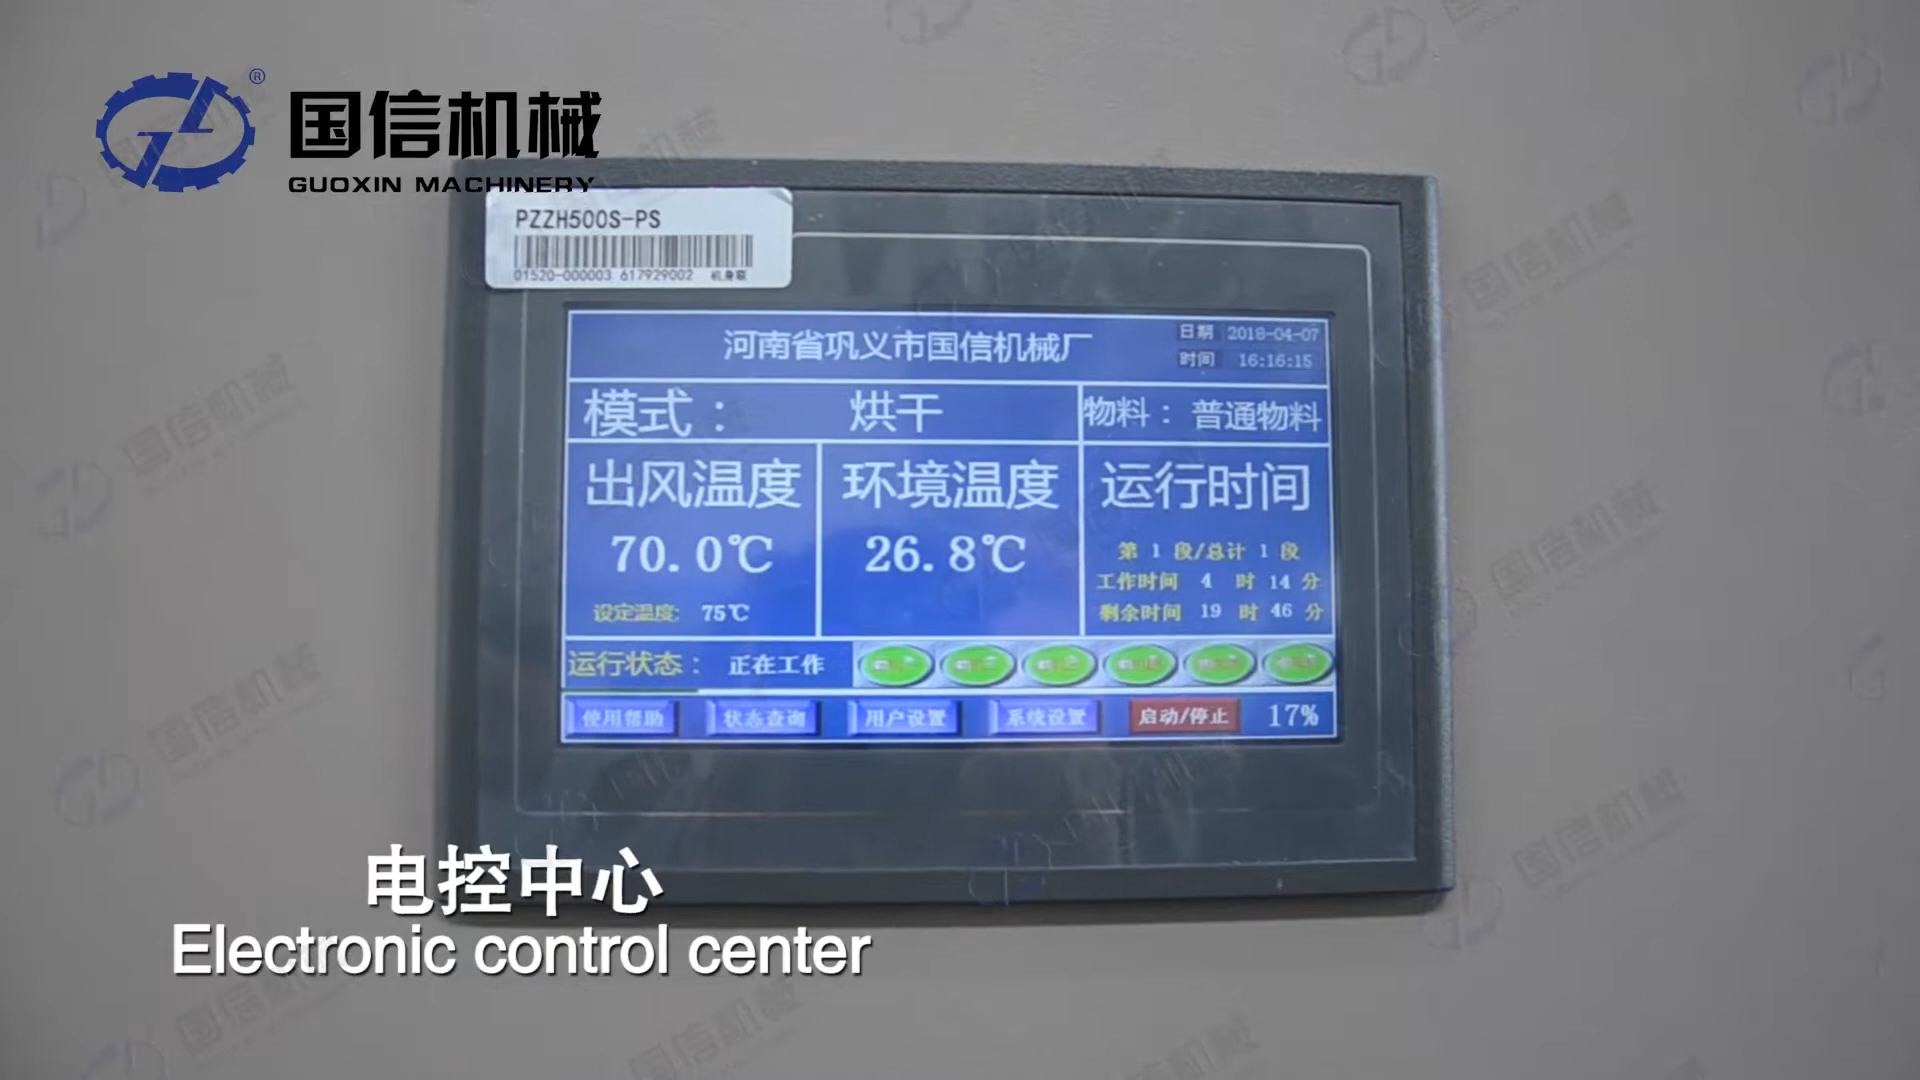 国信机械
®
GUOXIN MACHINERY
PZZH500S-PS
01520-000003 617929002 机身联
河南省巩义市国信机械厂
日期 2018-04-07
时间 16:16:15
模式： 烘干
物料： 普通物料
出风温度
70.0℃
设定温度: 75℃
环境温度
26.8℃
运行时间
第 1 段/总计 1 段
工作时间 4 时 14 分
剩余时间 19 时 46 分
运行状态： 正在工作
使用帮助 状态查询 用户设置 系统设置 启动/停止 17%
电控中心
Electronic control center